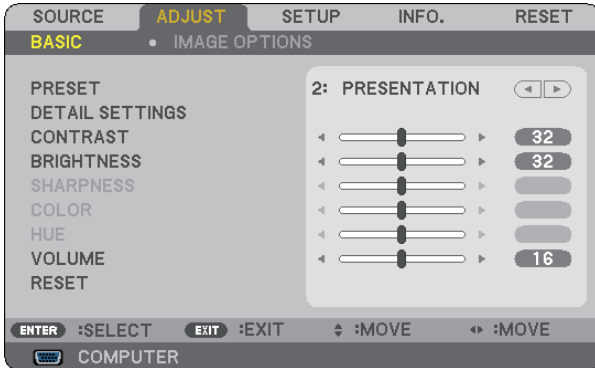 SOURCE ADJUST SETUP INFO. RESET
BASIC • IMAGE OPTIONS
PRESET 2: PRESENTATION
DETAIL SETTINGS
CONTRAST 32
BRIGHTNESS 32
SHARPNESS
COLOR
HUE
VOLUME 16
RESET
ENTER :SELECT EXIT :EXIT :MOVE :MOVE
COMPUTER